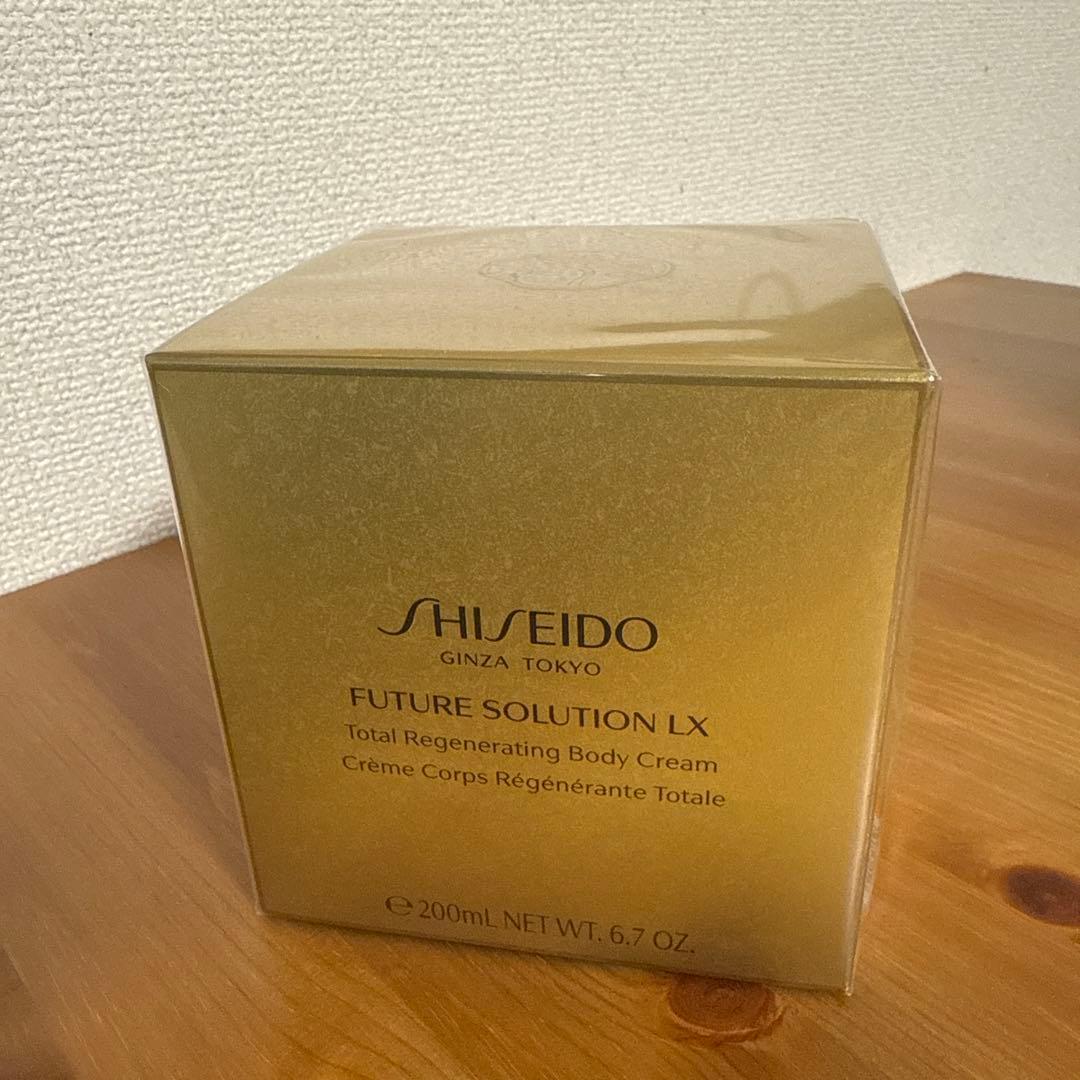 SHISEIDO
GINZA TOKYO
FUTURE SOLUTION LX
Total Regenerating Body Cream
Crème Corps Régénérante Totale
℮ 200mL NET WT. 6.7 OZ.